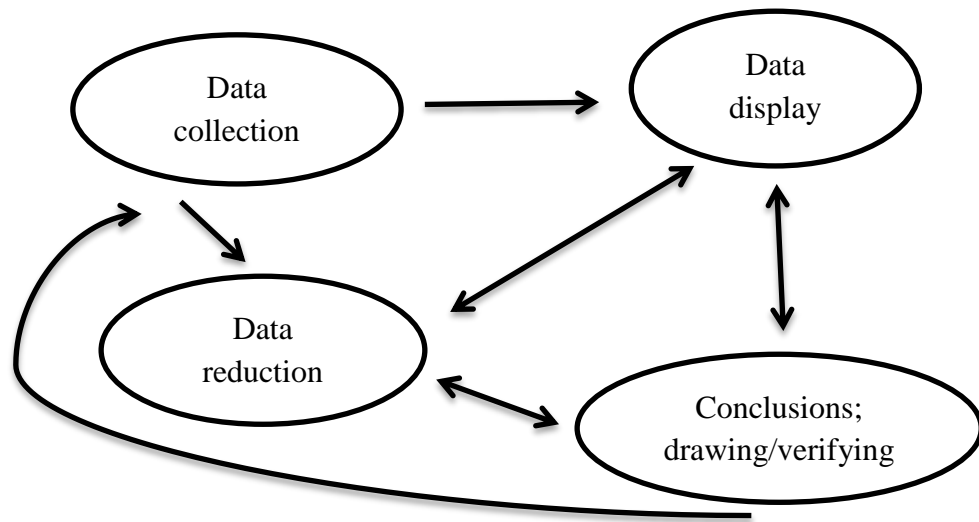 Data
collection
Data
display
Data
reduction
Conclusions;
drawing/verifying